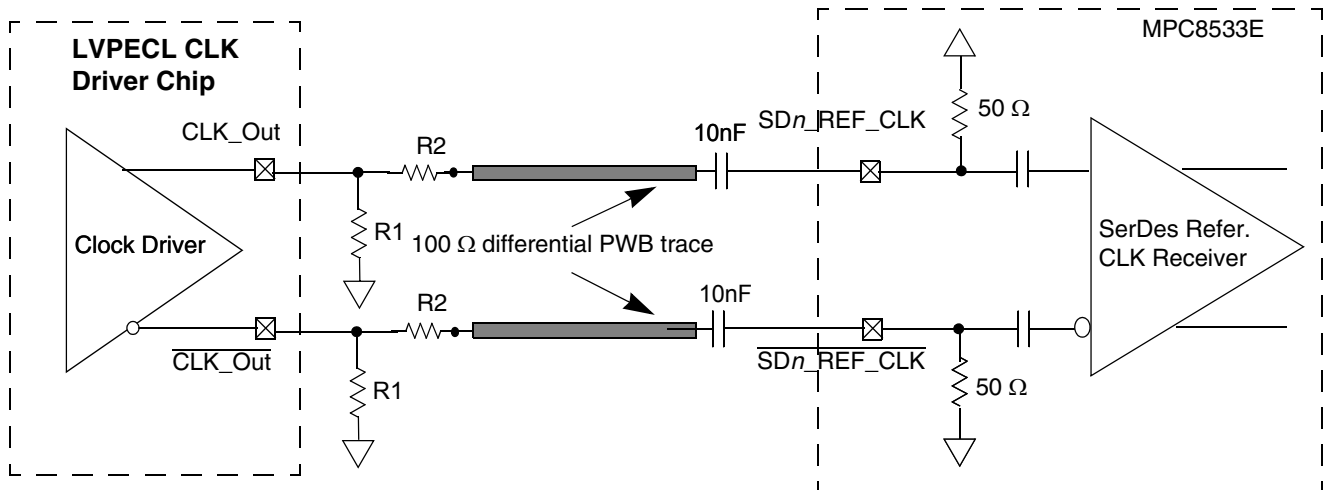 MPC8533E
LVPECL CLK
Driver Chip
CLK_Out
R2
10nF
SDn_REF_CLK
50 Ω
Clock Driver
R1
100 Ω differential PWB trace
SerDes Refer.
CLK Receiver
R2
10nF
CLK_Out
SDn_REF_CLK
R1
50 Ω